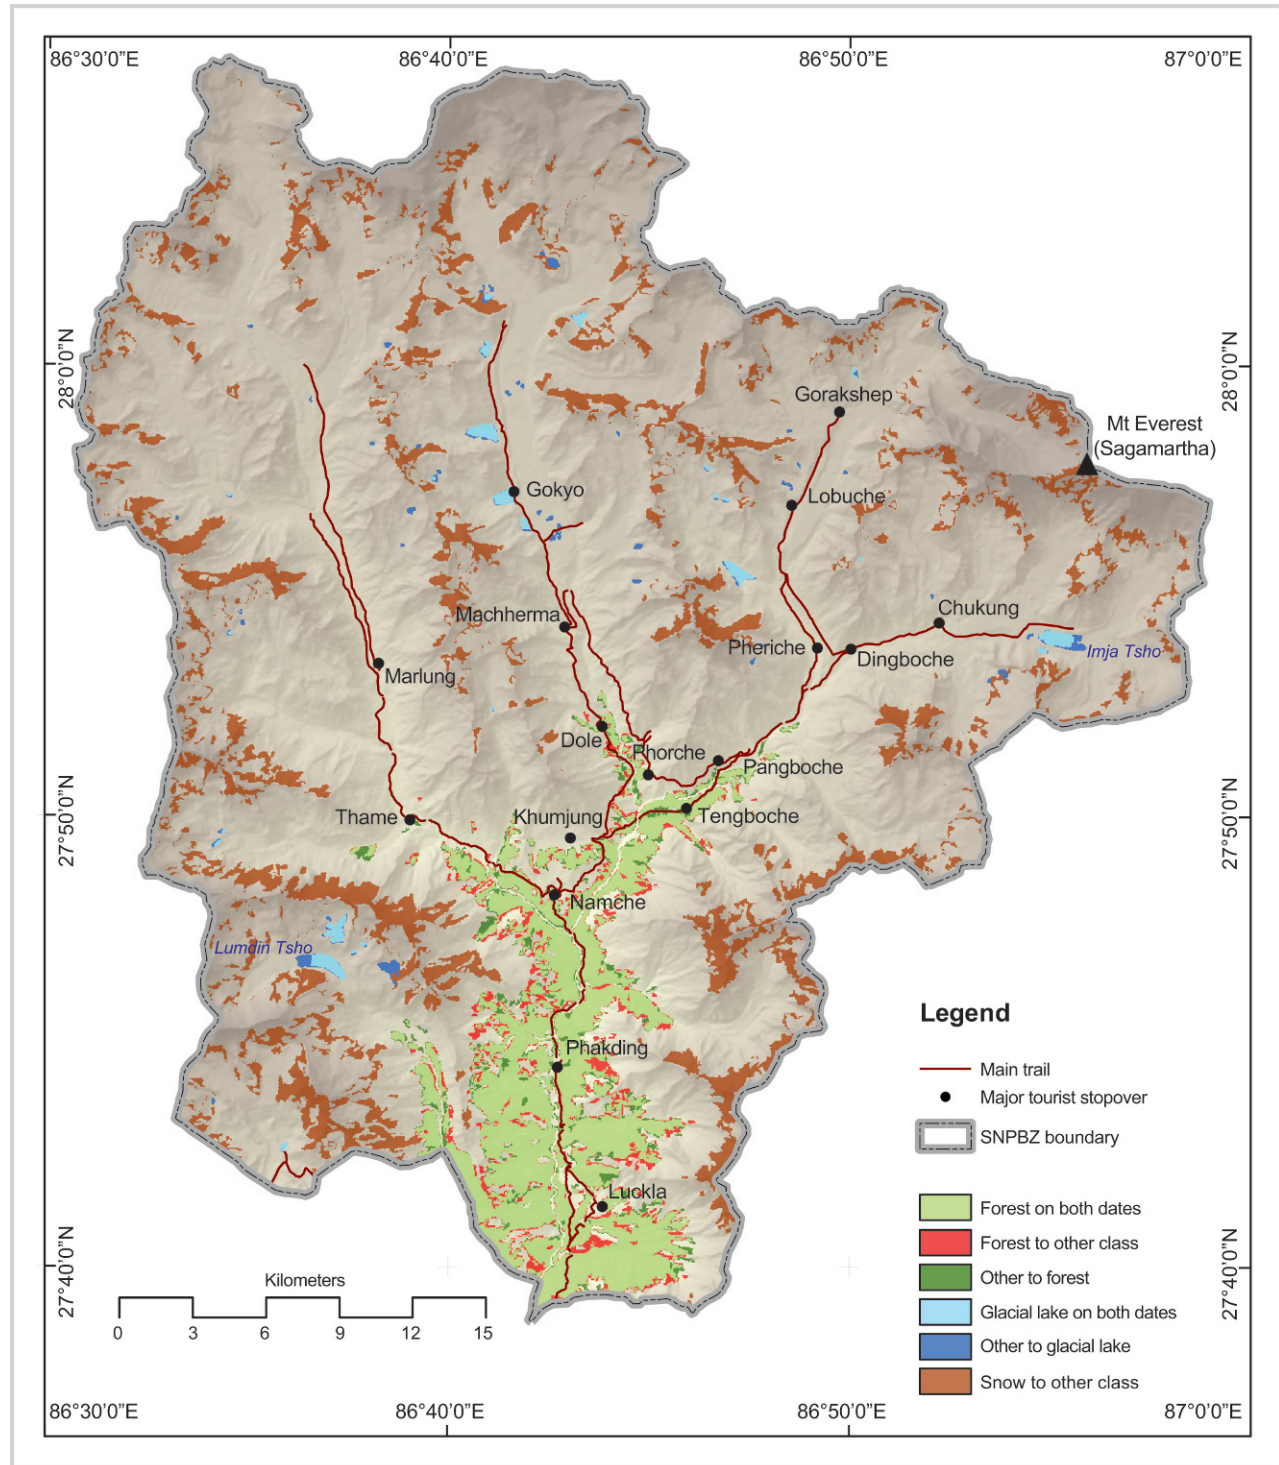 86°30'0"E
86°40'0"E
86°50'0"E
87°0'0"E
28°0'0"N
28°0'0"N
Gorakshep
Mt Everest
(Sagamartha)
Gokyo
Lobuche
Machherma
Chukung
Pheriche
Dingboche
Imja Tsho
Marlung
Dole
Phorche
Pangboche
Thame
Khumjung
Tengboche
27°50'0"N
27°50'0"N
Namche
Lumdin Tsho
Phakding
Luckla
Legend
Main trail
Major tourist stopover
SNPBZ boundary
Forest on both dates
Forest to other class
Other to forest
Glacial lake on both dates
Other to glacial lake
Snow to other class
27°40'0"N
27°40'0"N
Kilometers
0 3 6 9 12 15
86°30'0"E
86°40'0"E
86°50'0"E
87°0'0"E